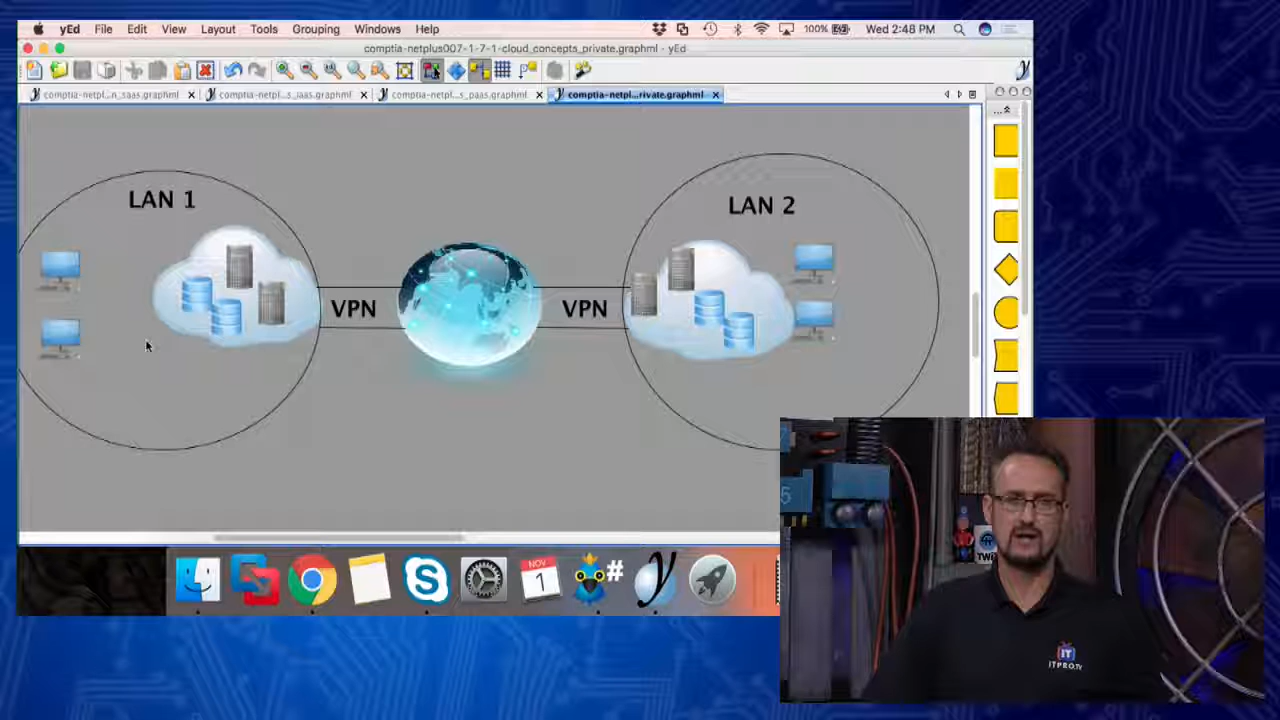 yEd File Edit View Layout Tools Grouping Windows Help 100% Wed 2:48 PM
comptia-netplus007-1-7-1-cloud_concepts_private.graphml - yEd
comptia-netpl...n_saas.graphml comptia-netpl...s_iaas.graphml comptia-netpl...s_paas.graphml comptia-netpl...rivate.graphml
LAN 1
LAN 2
VPN
VPN
NOV
1
#
IT
ITPRO.TV